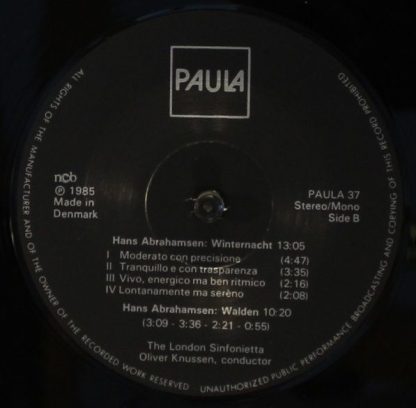 PAULA
ALL RIGHTS OF THE MANUFACTURER AND OF THE OWNER OF THE RECORDED WORK RESERVED UNAUTHORIZED PUBLIC PERFORMANCE BROADCASTING AND COPYING OF THIS RECORD PROHIBITED
ncb
℗ 1985
Made in
Denmark
PAULA 37
Stereo/Mono
Side B
Hans Abrahamsen: Winternacht 13:05
I Moderato con precisione (4:47)
II Tranquillo e con trasparenza (3:35)
III Vivo, energico ma ben ritmico (2:16)
IV Lontanamente ma sereno (2:08)
Hans Abrahamsen: Walden 10:20
(3:09 - 3:36 - 2:21 - 0:55)
The London Sinfonietta
Oliver Knussen, conductor